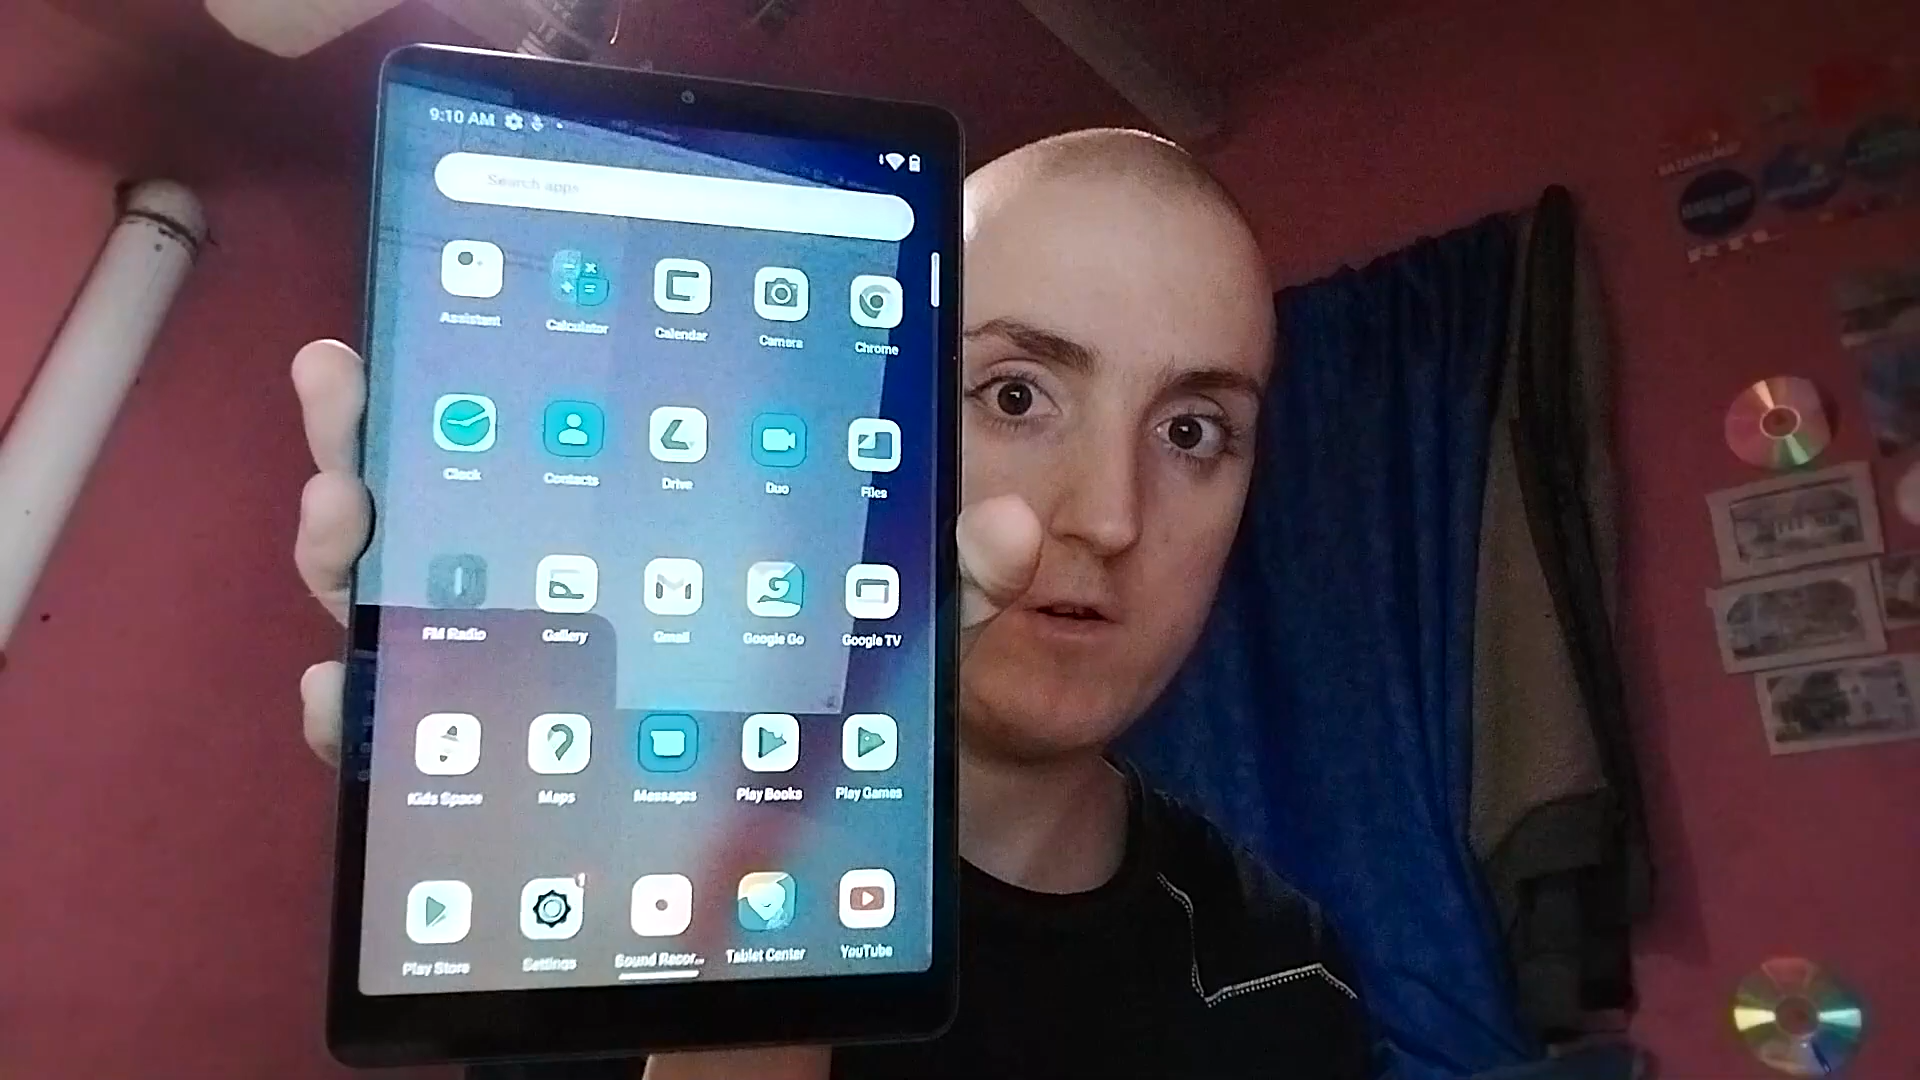 9:10 AM
Search apps
Assistant Calculator Calendar Camera Chrome
Clock Contacts Drive Duo Files
FM Radio Gallery Gmail Google Go Google TV
Kids Space Maps Messages Play Books Play Games
Play Store Settings Sound Recor... Tablet Center YouTube
RTL